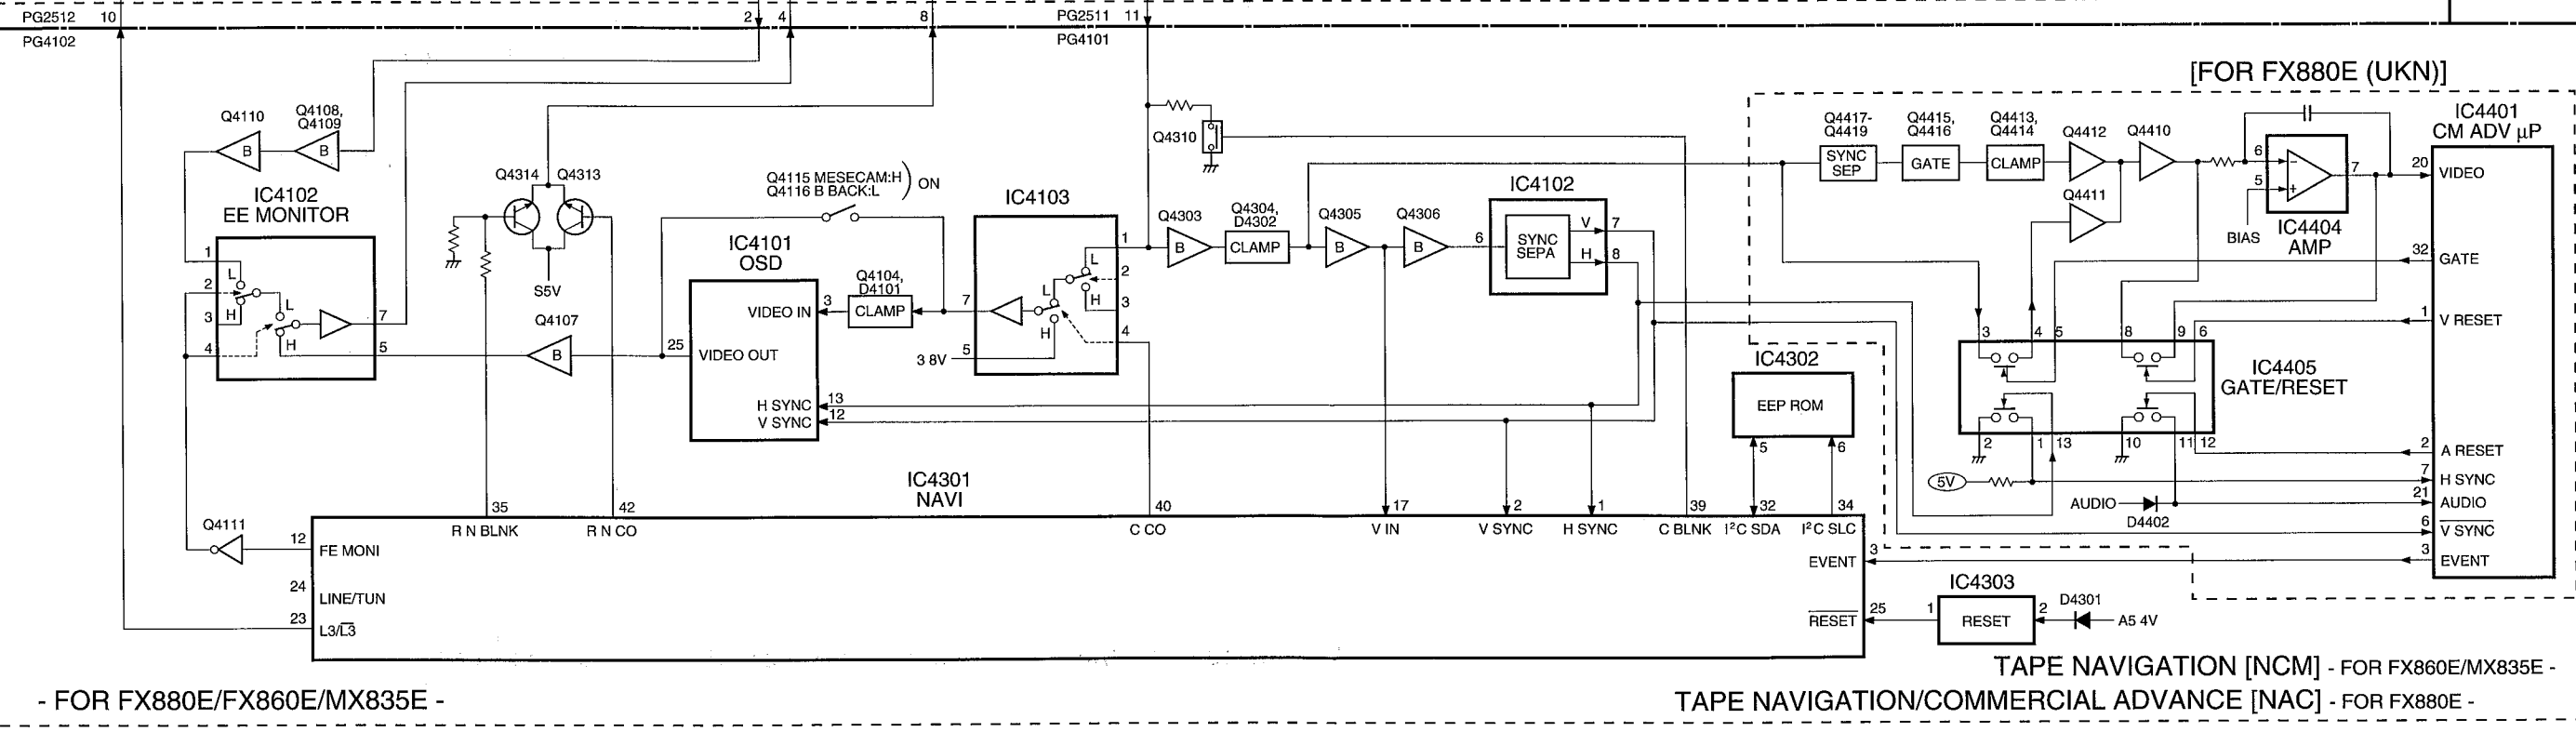 PG2512 10 2 4 8 PG2511 11
PG4102 PG4101
[FOR FX880E (UKN)]
Q4110
Q4108,
Q4109
B
B
IC4102
EE MONITOR
1
2
3
4
L
H
L
H
7
5
Q4314 Q4313
S5V
Q4107
B
Q4115 MESECAM:H
Q4116 B BACK:L
ON
IC4101
OSD
VIDEO IN 3
25 VIDEO OUT
H SYNC 13
V SYNC 12
Q4104,
D4101
CLAMP
IC4103
7
1
2
3
4
L
H
L
H
5
3 8V
Q4310
Q4303
B
Q4304,
D4302
CLAMP
Q4305
B
Q4306
B
IC4102
6
SYNC
SEPA
V 7
H 8
IC4302
EEP ROM
5 6
Q4417-
Q4419
SYNC
SEP
Q4415,
Q4416
GATE
Q4413,
Q4414
CLAMP
Q4412
Q4410
Q4411
6
5
7
BIAS
IC4404
AMP
IC4401
CM ADV µP
20 VIDEO
32 GATE
1 V RESET
2 A RESET
7 H SYNC
21 AUDIO
6 V SYNC
3 EVENT
3 4 5 8 9 6
IC4405
GATE/RESET
2 1 13 10 11 12
5V
AUDIO
D4402
IC4301
NAVI
35 42 40 17 2 1 39 32 34
R N BLNK R N CO C CO V IN V SYNC H SYNC C BLNK I²C SDA I²C SLC
Q4111
12 FE MONI
24 LINE/TUN
23 L3/L3
EVENT 3
RESET 25
IC4303
1 RESET 2
D4301
A5 4V
TAPE NAVIGATION [NCM] - FOR FX860E/MX835E -
- FOR FX880E/FX860E/MX835E -
TAPE NAVIGATION/COMMERCIAL ADVANCE [NAC] - FOR FX880E -